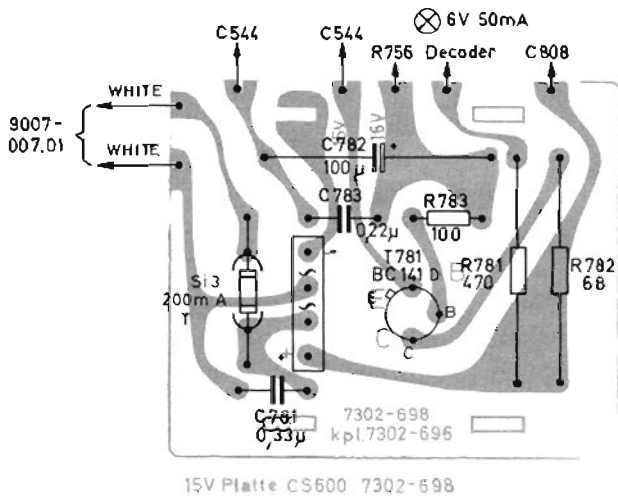 6V 50mA
C544
C544
R756
Decoder
C808
WHITE
9007-
007.01
WHITE
16V
C782
100µ
C783
0,22µ
R783
100
T781
BC141 D
Si3
200mA
T
R781
470
R782
68
E
B
B
C
C
C781
0,33µ
7302-698
kpl.7302-696
15V Platte CS600 7302-698